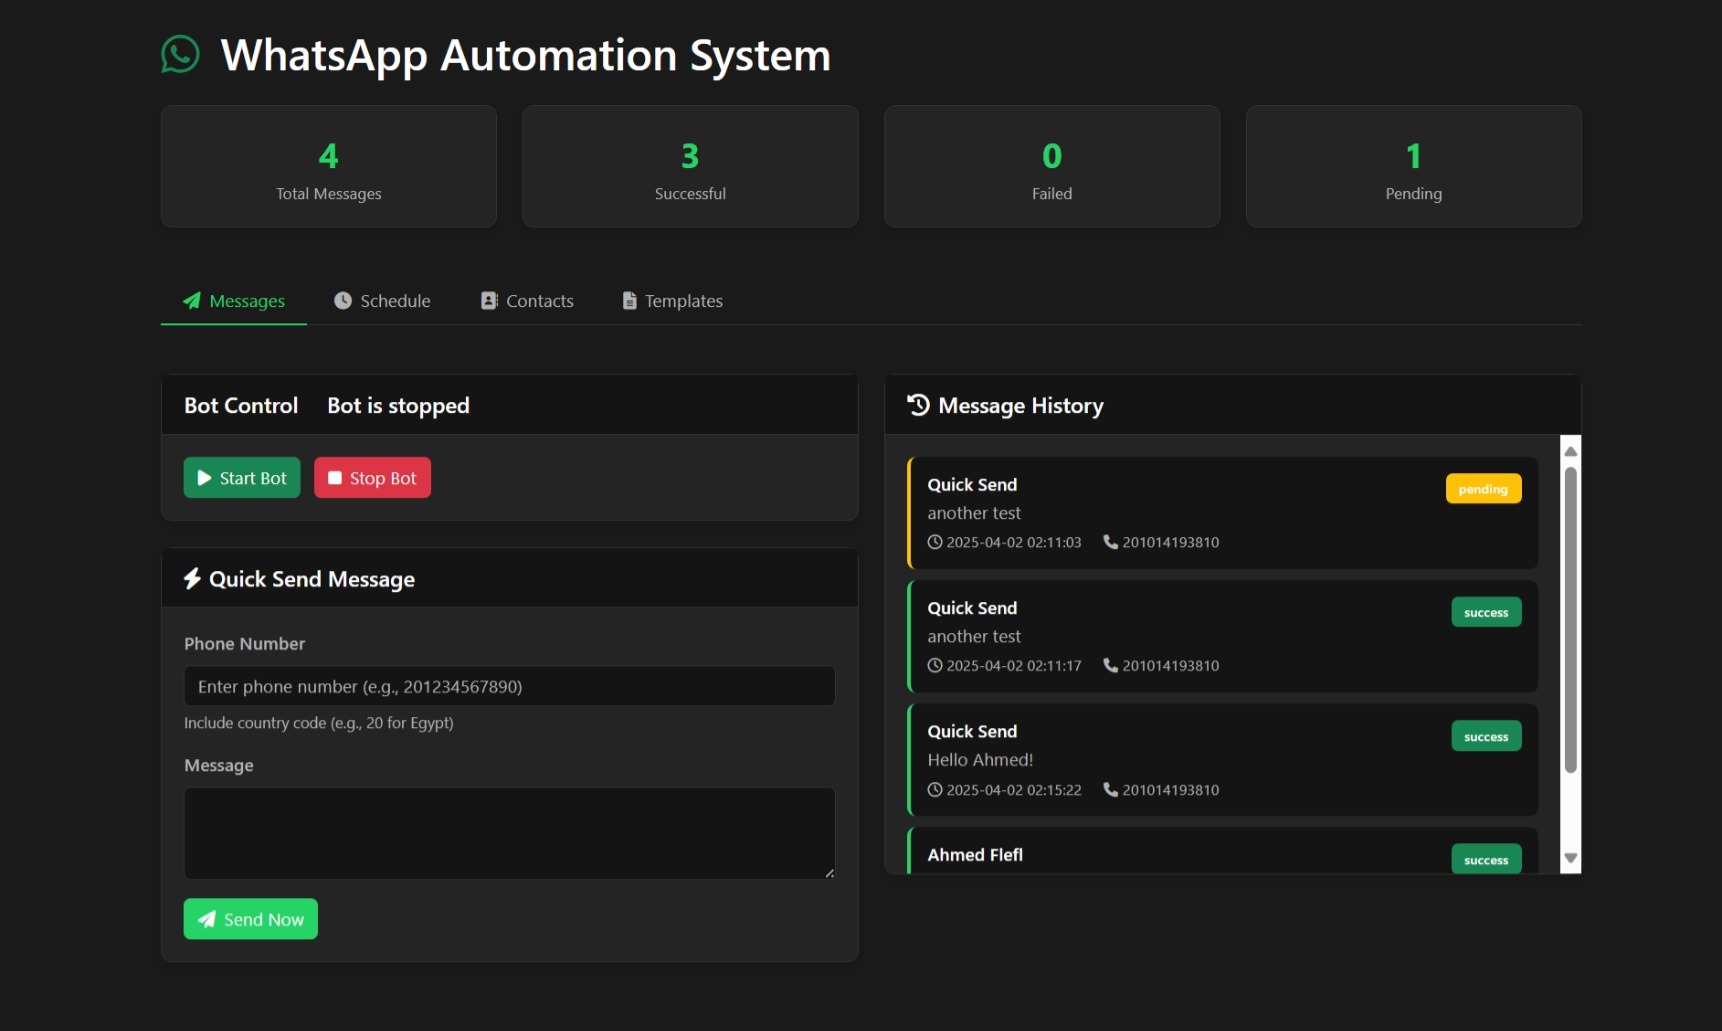 WhatsApp Automation System
4
Total Messages
3
Successful
0
Failed
1
Pending
Messages
Schedule
Contacts
Templates
Bot Control Bot is stopped
Start Bot
Stop Bot
Quick Send Message
Phone Number
Enter phone number (e.g., 201234567890)
Include country code (e.g., 20 for Egypt)
Message
Send Now
Message History
Quick Send
pending
another test
2025-04-02 02:11:03 201014193810
Quick Send
success
another test
2025-04-02 02:11:17 201014193810
Quick Send
success
Hello Ahmed!
2025-04-02 02:15:22 201014193810
Ahmed Flefl
success